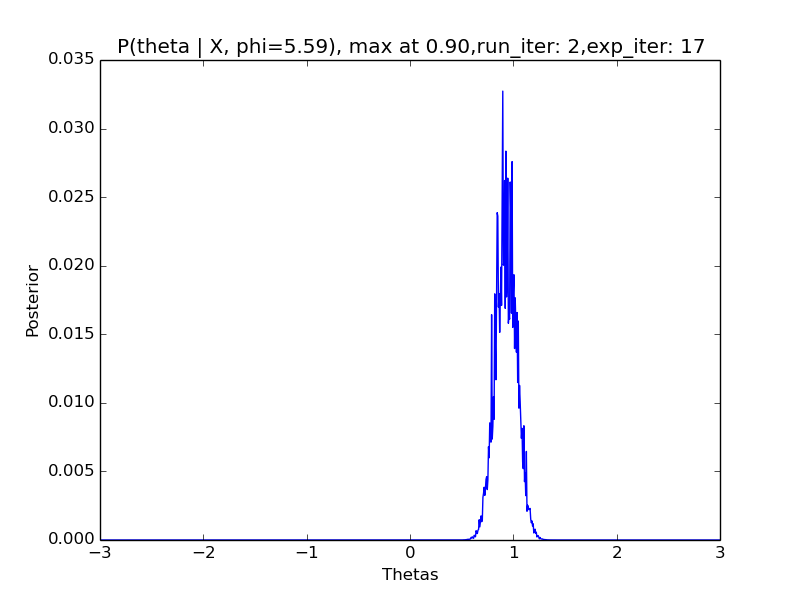 P(theta | X, phi=5.59), max at 0.90,run_iter: 2,exp_iter: 17
0.035
0.030
0.025
0.020
0.015
0.010
0.005
0.000
Posterior
−3 −2 −1 0 1 2 3
Thetas